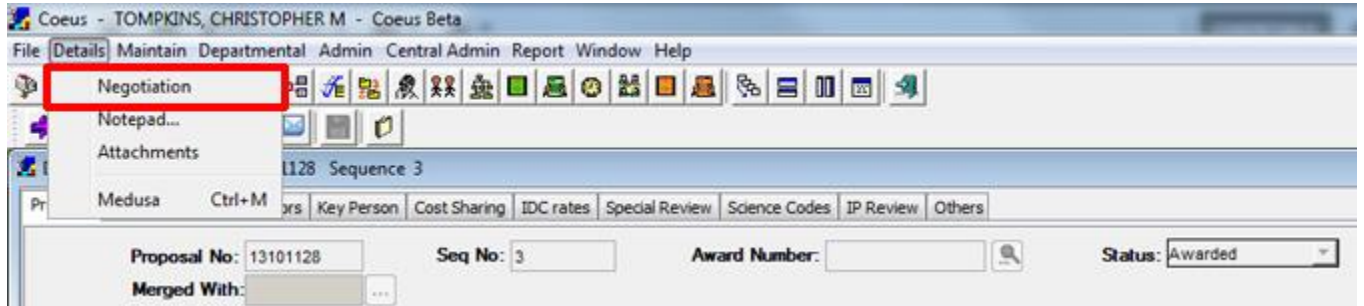 Coeus - TOMPKINS, CHRISTOPHER M - Coeus Beta
File Details Maintain Departmental Admin Central Admin Report Window Help
Negotiation
Notepad...
Attachments
1128 Sequence 3
Medusa Ctrl+M
Pr ors Key Person Cost Sharing IDC rates Special Review Science Codes IP Review Others
Proposal No: 13101128 Seq No: 3 Award Number: Status: Awarded
Merged With: ...